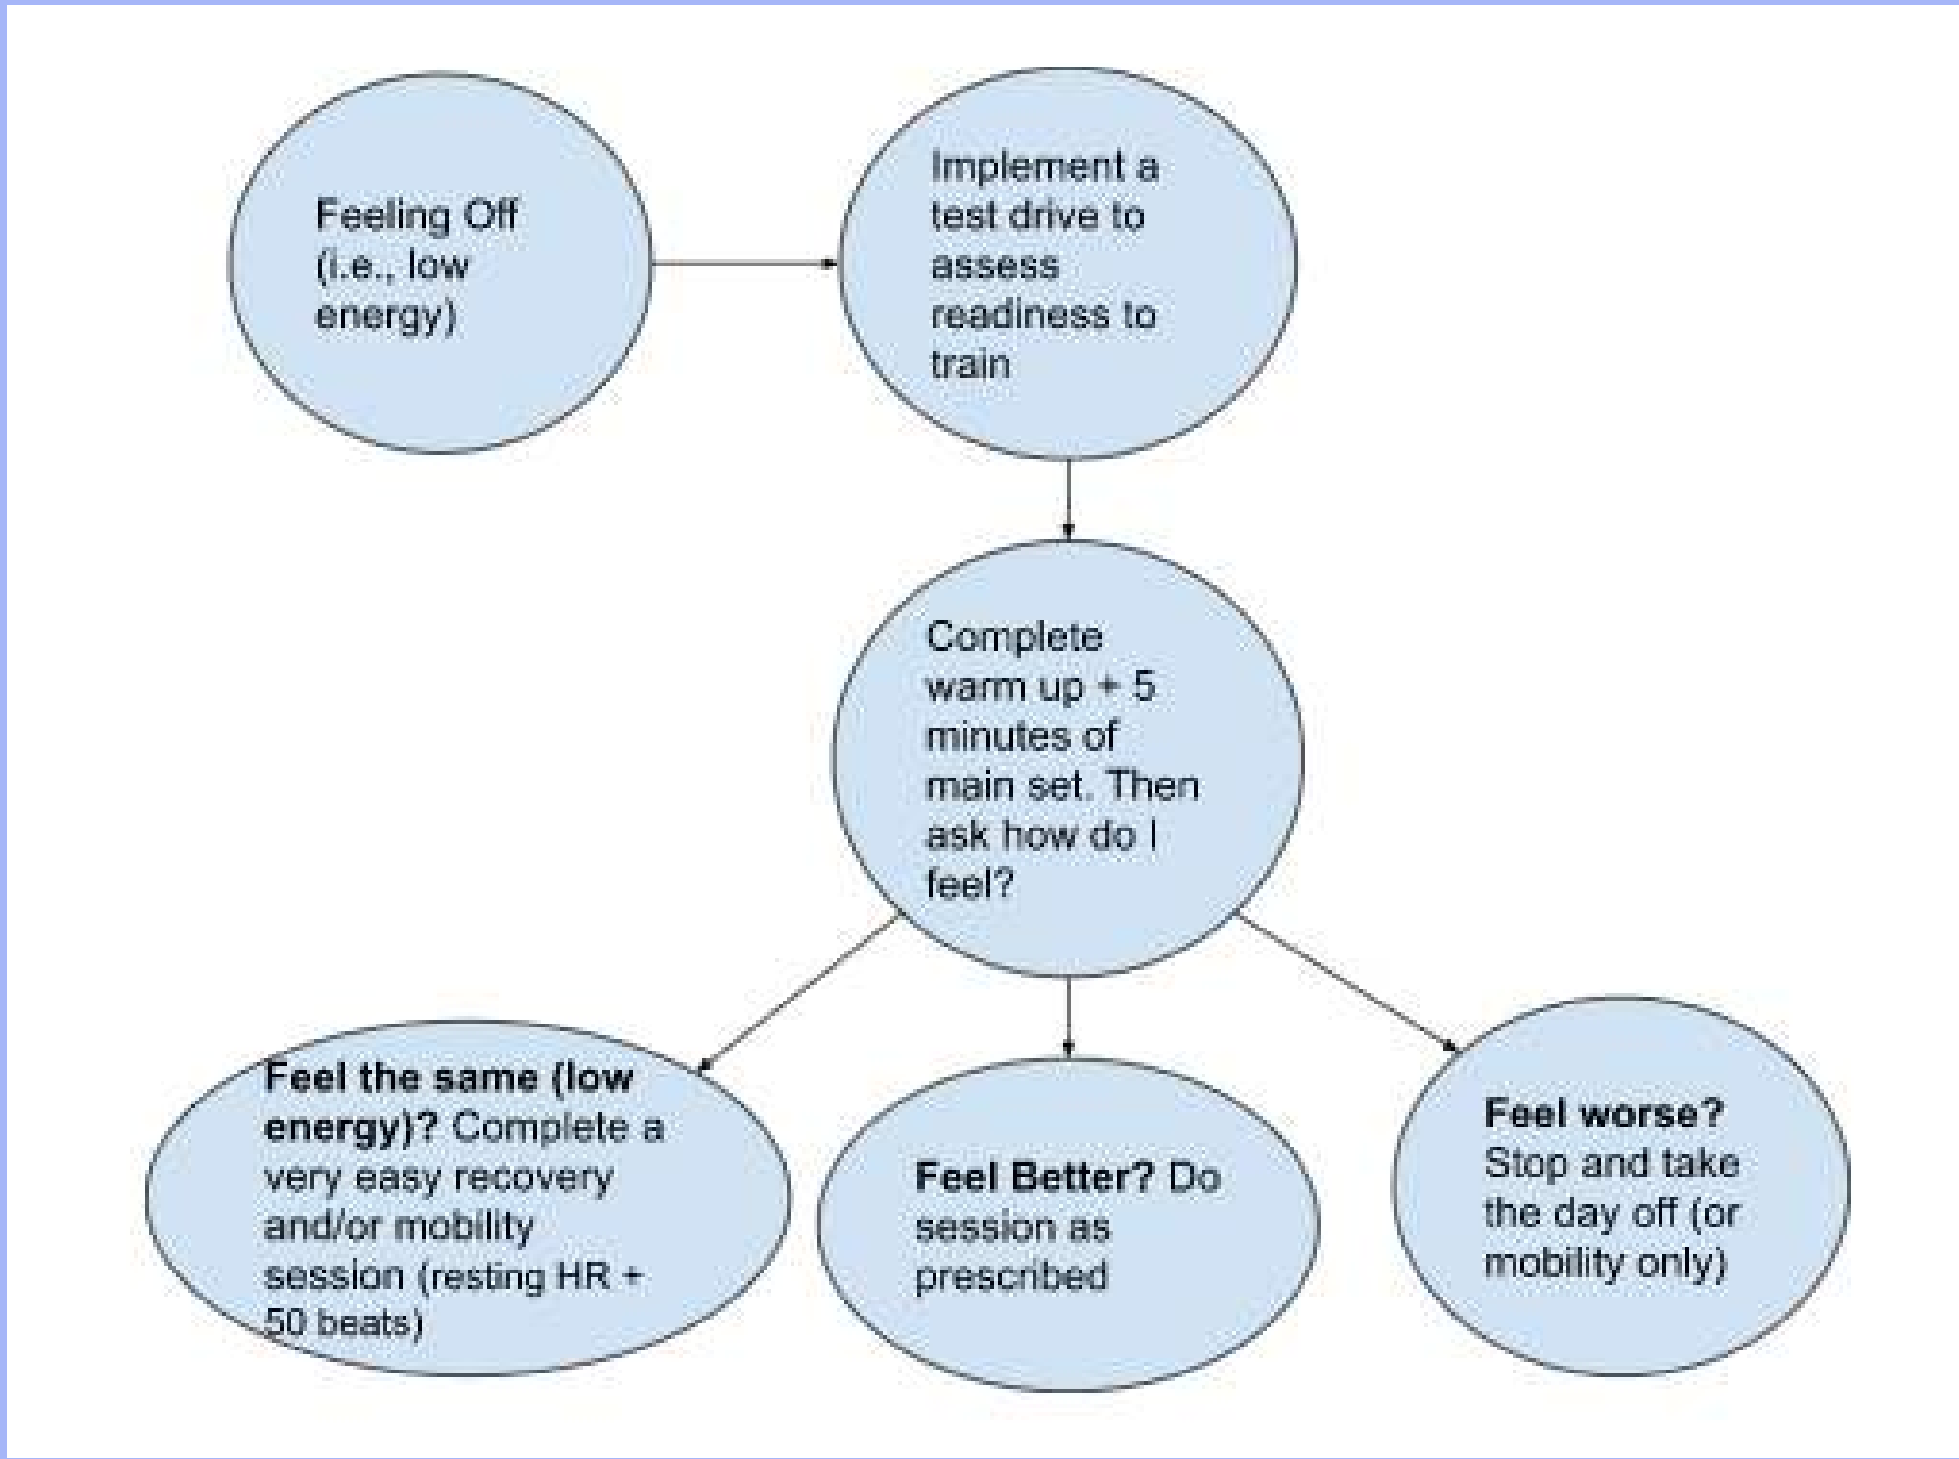 Feeling Off
(i.e., low
energy)
Implement a
test drive to
assess
readiness to
train
Complete
warm up + 5
minutes of
main set. Then
ask how do I
feel?
Feel the same (low
energy)? Complete a
very easy recovery
and/or mobility
session (resting HR +
50 beats)
Feel Better? Do
session as
prescribed
Feel worse?
Stop and take
the day off (or
mobility only)